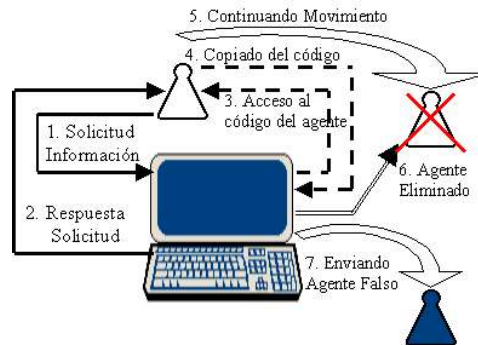 5. Continuando Movimiento
4. Copiado del código
3. Acceso al
código del agente
1. Solicitud
Información
6. Agente
Eliminado
2. Respuesta
Solicitud
7. Enviando
Agente Falso